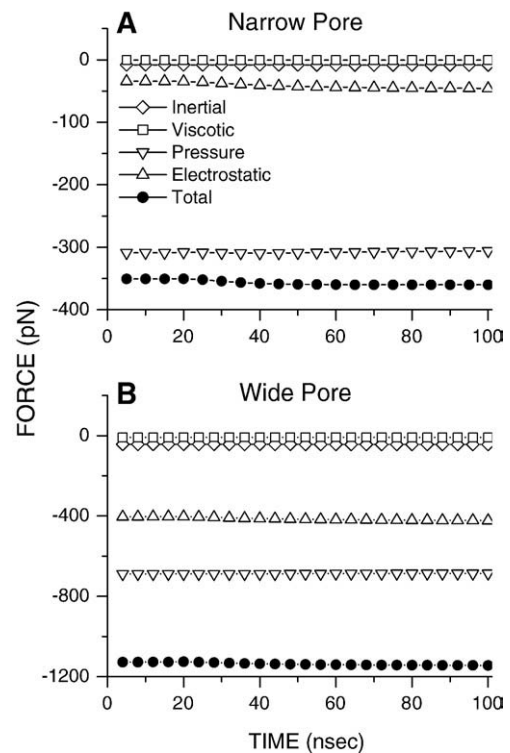 A Narrow Pore
0
-100
-200
-300
-400
Inertial
Viscotic
Pressure
Electrostatic
Total
0 20 40 60 80 100
FORCE (pN)
B Wide Pore
0
-400
-800
-1200
0 20 40 60 80 100
TIME (nsec)